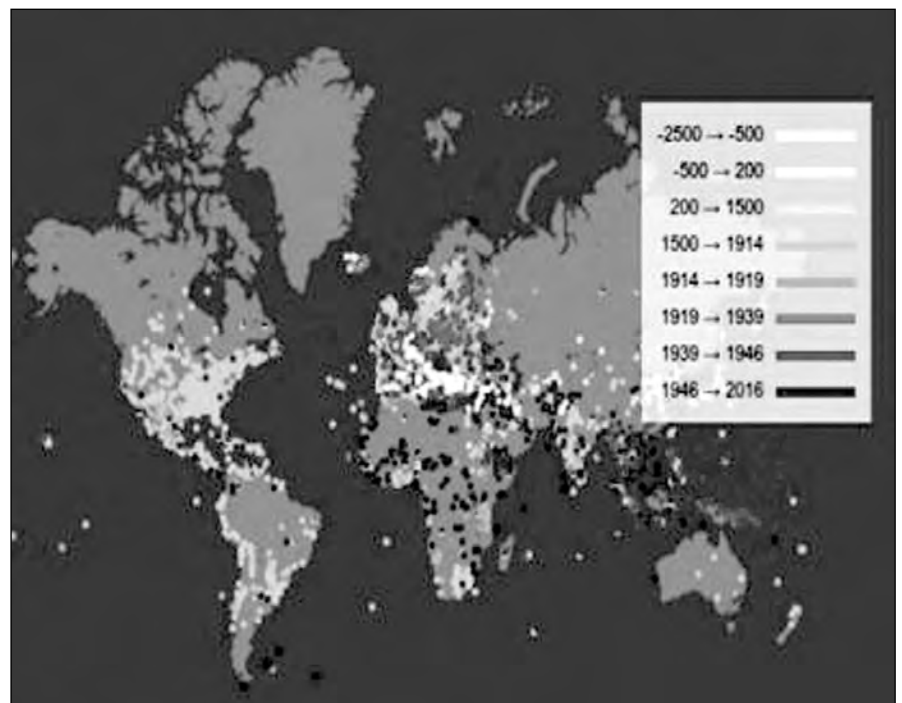 -2500 → -500
-500 → 200
200 → 1500
1500 → 1914
1914 → 1919
1919 → 1939
1939 → 1946
1946 → 2016